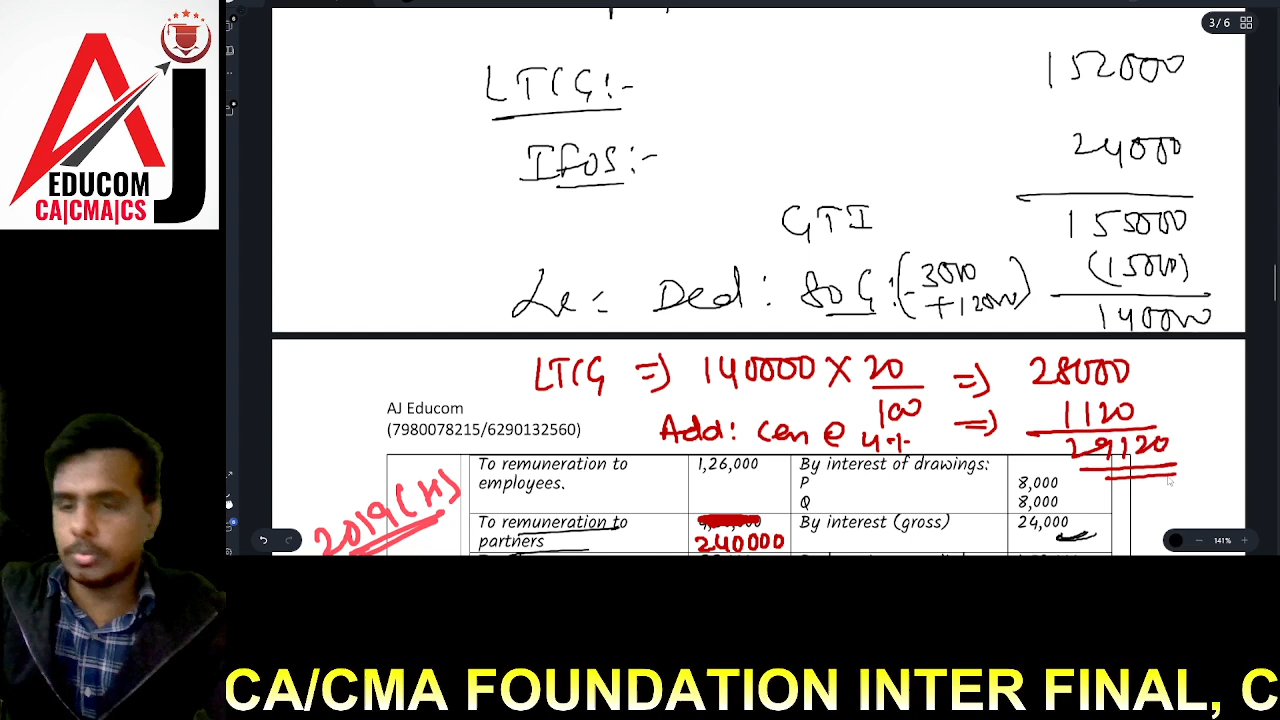 AJ
EDUCOM
CA|CMA|CS
3/6
LTCG:- 152000
IFOS:- 24000
GTI 155000
Ded: 80G: (-3000 +12000) (15000)
140000
LTCG => 140000 × 20/100 => 28000
Add: Cen @ 4% => 1120
29120
AJ Educom
(7980078215/6290132560)
2019(H)
To remuneration to employees. 1,26,000 By interest of drawings:
P 8,000
Q 8,000
To remuneration to partners 240000 By interest (gross) 24,000
141%
CA/CMA FOUNDATION INTER FINAL, C